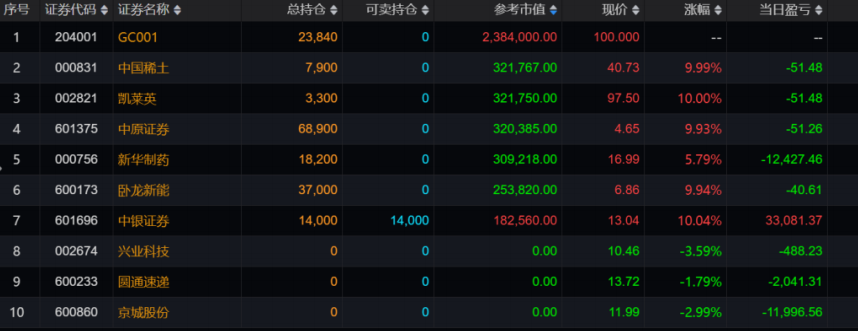 序号 证券代码 证券名称 总持仓 可卖持仓 参考市值 现价 涨幅 当日盈亏
1 204001 GC001 23,840 0 2,384,000.00 100.000 -- --
2 000831 中国稀土 7,900 0 321,767.00 40.73 9.99% -51.48
3 002821 凯莱英 3,300 0 321,750.00 97.50 10.00% -51.48
4 601375 中原证券 68,900 0 320,385.00 4.65 9.93% -51.26
5 000756 新华制药 18,200 0 309,218.00 16.99 5.79% -12,427.46
6 600173 卧龙新能 37,000 0 253,820.00 6.86 9.94% -40.61
7 601696 中银证券 14,000 14,000 182,560.00 13.04 10.04% 33,081.37
8 002674 兴业科技 0 0 0.00 10.46 -3.59% -488.23
9 600233 圆通速递 0 0 0.00 13.72 -1.79% -2,041.31
10 600860 京城股份 0 0 0.00 11.99 -2.99% -11,996.56